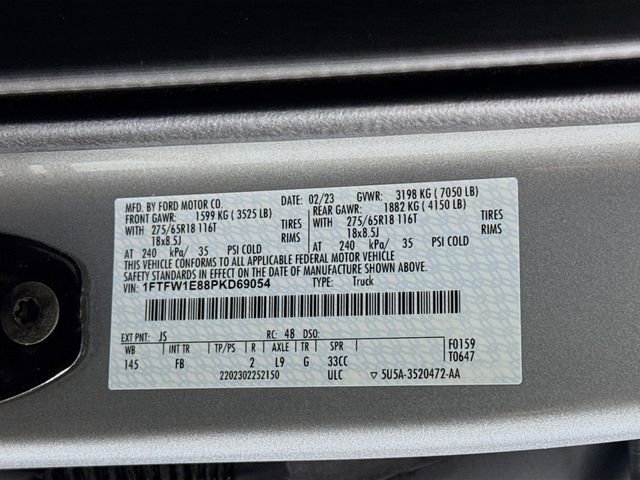 MFD. BY FORD MOTOR CO. 02/23 GVWR: 3198 KG ( 7050 LB)
FRONT GAWR: 1599 KG ( 3525 LB) REAR GAWR: 1882 KG ( 4150 LB)
WITH 275/65R18 116T TIRES WITH 275/65R18 116T TIRES
18x8.5J RIMS 18x8.5J RIMS
AT 240 kPa/ 35 PSI COLD AT 240 kPa/ 35 PSI COLD
THIS VEHICLE CONFORMS TO ALL APPLICABLE FEDERAL MOTOR VEHICLE
SAFETY STANDARDS IN EFFECT ON THE DATE OF MANUFACTURE SHOWN ABOVE.
VIN: 1FTFW1E88PKD69054 TYPE: Truck
EXT PNT: JS RC: 48 DSO:
WB INT TR TP/PS R AXLE TR SPR F0159
145 FB 2 L9 G 33CC T0647
2202302252150 ULC 5U5A-3520472-AA